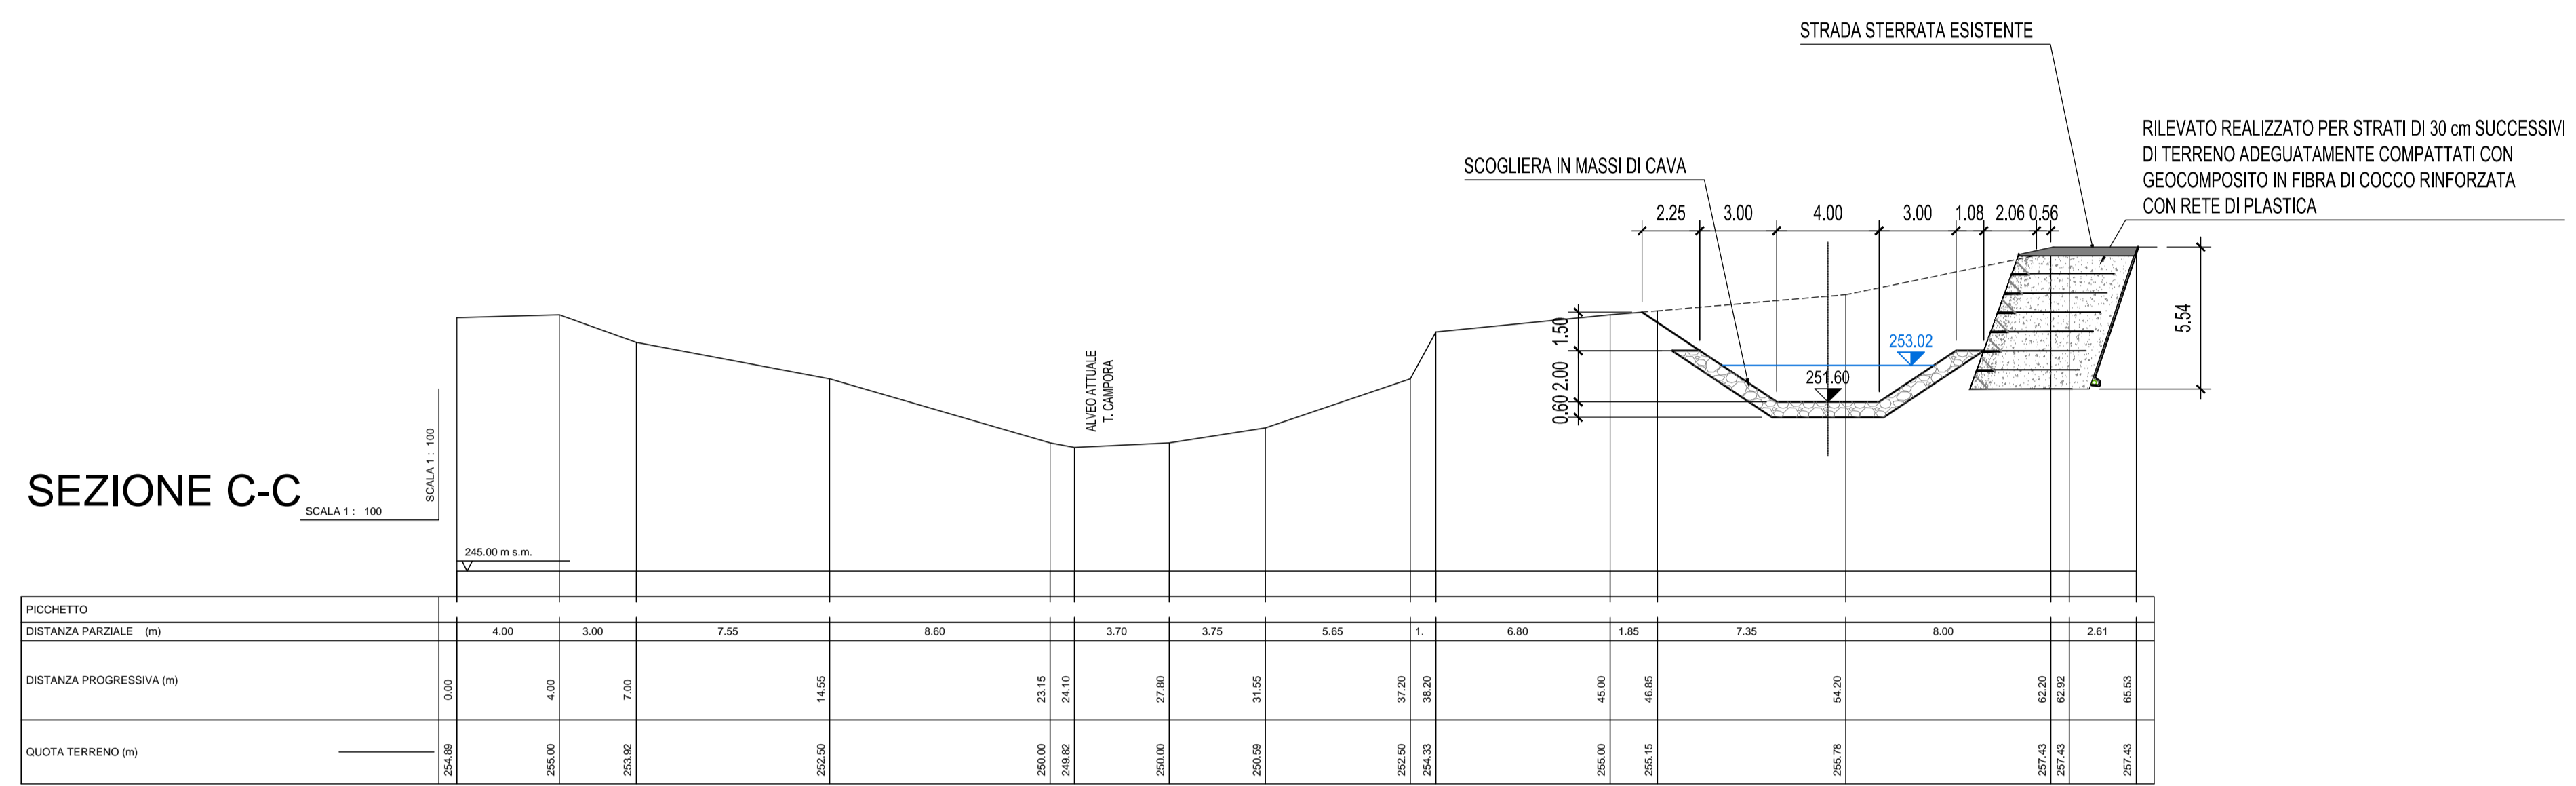 STRADA STERRATA ESISTENTE
RILEVATO REALIZZATO PER STRATI DI 30 cm SUCCESSIVI
DI TERRENO ADEGUATAMENTE COMPATTATI CON
GEOCOMPOSITO IN FIBRA DI COCCO RINFORZATA
CON RETE DI PLASTICA
SCOGLIERA IN MASSI DI CAVA
2.25 3.00 4.00 3.00 1.08 2.06 0.56
5.54
1.50
2.00
0.60
253.02
251.60
ALVEO ATTUALE
T. CAMPORA
SEZIONE C-C
SCALA 1 : 100
SCALA 1 : 100
245.00 m s.m.
PICCHETTO
DISTANZA PARZIALE (m) 4.00 3.00 7.55 8.60 3.70 3.75 5.65 1. 6.80 1.85 7.35 8.00 2.61
DISTANZA PROGRESSIVA (m) 0.00 4.00 7.00 14.55 23.15 24.10 27.80 31.55 37.20 38.20 45.00 46.85 54.20 62.20 62.92 65.53
QUOTA TERRENO (m) 254.89 255.00 253.92 252.50 250.00 249.82 250.00 250.59 252.50 254.33 255.00 255.15 255.78 257.43 257.43 257.43